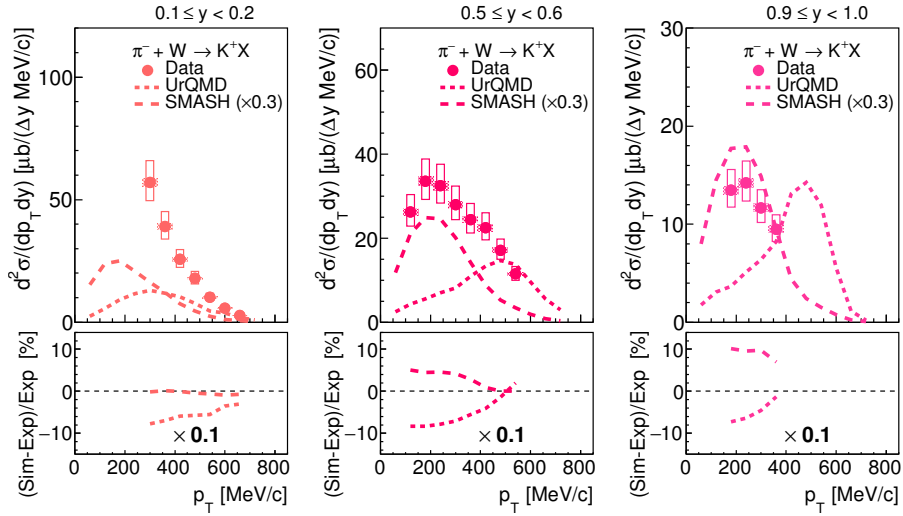 0.1 ≤ y < 0.2
0.5 ≤ y < 0.6
0.9 ≤ y < 1.0
d²σ/(dp_T dy) [μb/(Δy MeV/c)]
100
50
0
π⁻ + W → K⁺X
Data
UrQMD
SMASH (×0.3)
d²σ/(dp_T dy) [μb/(Δy MeV/c)]
60
40
20
0
π⁻ + W → K⁺X
Data
UrQMD
SMASH (×0.3)
d²σ/(dp_T dy) [μb/(Δy MeV/c)]
30
20
10
0
π⁻ + W → K⁺X
Data
UrQMD
SMASH (×0.3)
(Sim-Exp)/Exp [%]
10
0
−10
× 0.1
0 200 400 600 800
p_T [MeV/c]
(Sim-Exp)/Exp [%]
10
0
−10
× 0.1
0 200 400 600 800
p_T [MeV/c]
(Sim-Exp)/Exp [%]
10
0
−10
× 0.1
0 200 400 600 800
p_T [MeV/c]